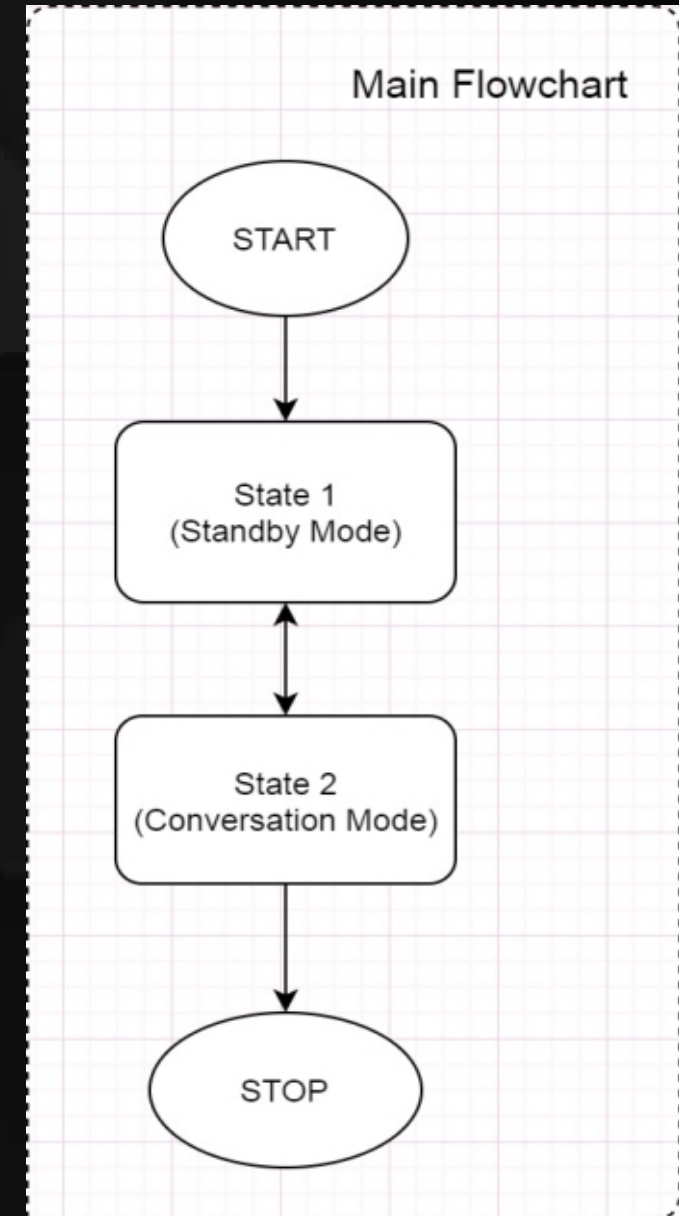 Main Flowchart
START
State 1
(Standby Mode)
State 2
(Conversation Mode)
STOP